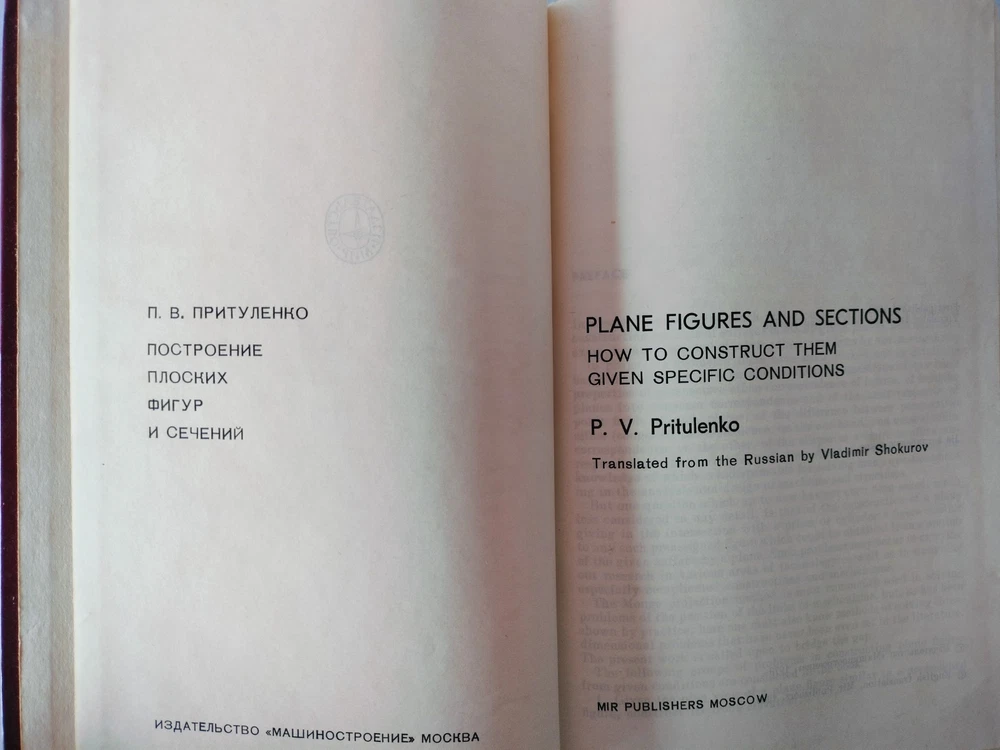 П. В. ПРИТУЛЕНКО
ПОСТРОЕНИЕ
ПЛОСКИХ
ФИГУР
И СЕЧЕНИЙ
ИЗДАТЕЛЬСТВО «МАШИНОСТРОЕНИЕ» МОСКВА
PLANE FIGURES AND SECTIONS
HOW TO CONSTRUCT THEM
GIVEN SPECIFIC CONDITIONS
P. V. Pritulenko
Translated from the Russian by Vladimir Shokurov
MIR PUBLISHERS MOSCOW